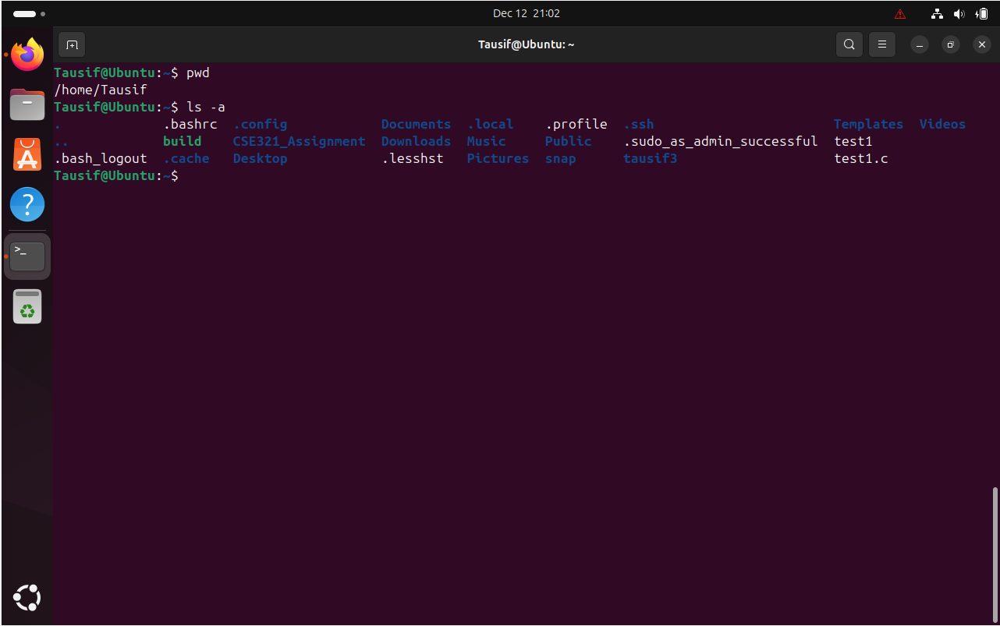 Dec 12 21:02
Tausif@Ubuntu: ~
Tausif@Ubuntu:~$ pwd
/home/Tausif
Tausif@Ubuntu:~$ ls -a
. .bashrc .config Documents .local .profile .ssh Templates Videos
.. build CSE321_Assignment Downloads Music Public .sudo_as_admin_successful test1
.bash_logout .cache Desktop .lesshst Pictures snap tausif3 test1.c
Tausif@Ubuntu:~$